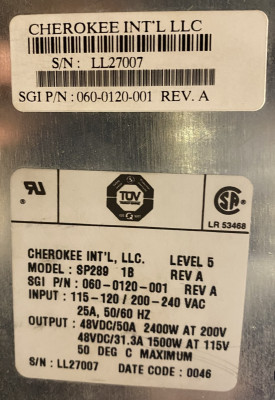 CHEROKEE INT'L LLC
S/N : LL27007
SGI P/N : 060-0120-001 REV. A
TÜV
LR 53468
CHEROKEE INT'L, LLC. LEVEL 5
MODEL : SP289 1B REV A
SGI P/N : 060-0120-001 REV A
INPUT : 115-120 / 200-240 VAC
25A, 50/60 HZ
OUTPUT : 48VDC/50A 2400W AT 200V
48VDC/31.3A 1500W AT 115V
50 DEG C MAXIMUM
S/N : LL27007 DATE CODE : 0046